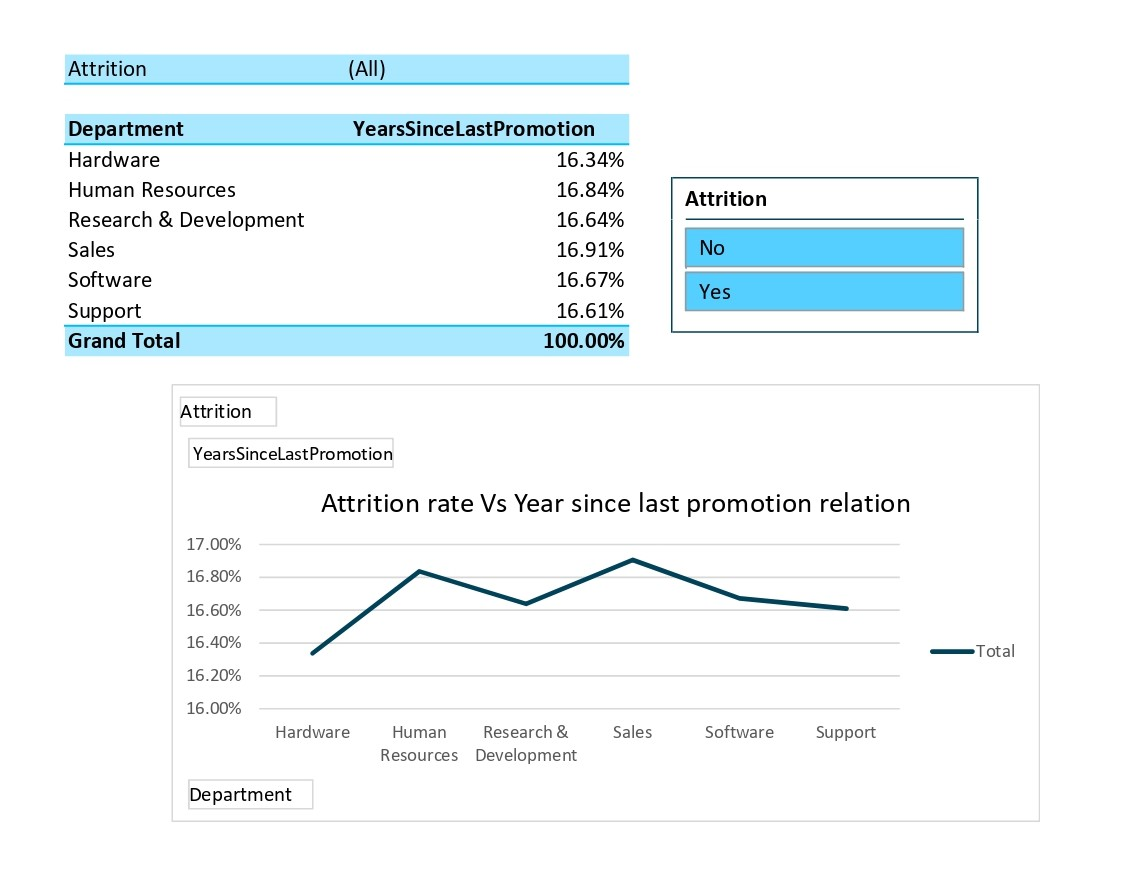 Attrition (All)
Department YearsSinceLastPromotion
Hardware 16.34%
Human Resources 16.84%
Research & Development 16.64%
Sales 16.91%
Software 16.67%
Support 16.61%
Grand Total 100.00%
Attrition
No
Yes
Attrition
YearsSinceLastPromotion
Attrition rate Vs Year since last promotion relation
17.00%
16.80%
16.60%
16.40%
16.20%
16.00%
Total
Hardware Human Research & Sales Software Support
Resources Development
Department